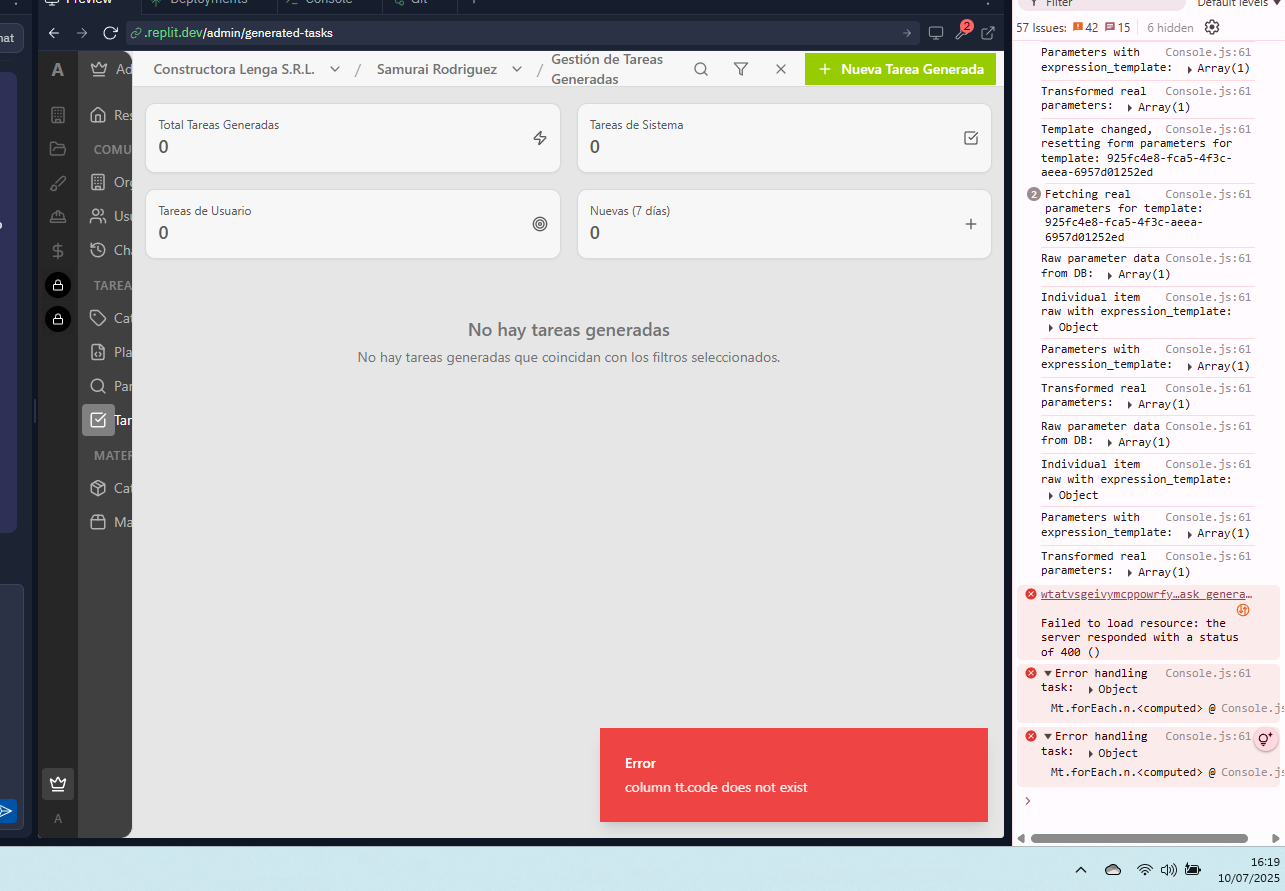 Preview
Deployments
Console
Git
.replit.dev/admin/generated-tasks
2
hat
A
Ad
Constructora Lenga S.R.L.
/
Samurai Rodriguez
/
Gestión de Tareas
Generadas
+ Nueva Tarea Generada
Res
COMU
Org
Usu
Cha
TAREA
Cat
Pla
Par
Tar
MATER
Cat
Ma
A
Total Tareas Generadas
0
Tareas de Sistema
0
Tareas de Usuario
0
Nuevas (7 días)
0
No hay tareas generadas
No hay tareas generadas que coincidan con los filtros seleccionados.
Error
column tt.code does not exist
Filter
Default levels
57 Issues: 42 15 6 hidden
Parameters with Console.js:61
expression_template: Array(1)
Transformed real Console.js:61
parameters: Array(1)
Template changed, Console.js:61
resetting form parameters for
template: 925fc4e8-fca5-4f3c-
aeea-6957d01252ed
2 Fetching real Console.js:61
parameters for template:
925fc4e8-fca5-4f3c-aeea-
6957d01252ed
Raw parameter data Console.js:61
from DB: Array(1)
Individual item Console.js:61
raw with expression_template:
Object
Parameters with Console.js:61
expression_template: Array(1)
Transformed real Console.js:61
parameters: Array(1)
Raw parameter data Console.js:61
from DB: Array(1)
Individual item Console.js:61
raw with expression_template:
Object
Parameters with Console.js:61
expression_template: Array(1)
Transformed real Console.js:61
parameters: Array(1)
wtatvsgeivymcppowrfy…ask_genera…
Failed to load resource: the
server responded with a status
of 400 ()
Error handling Console.js:61
task: Object
Mt.forEach.n.<computed> @ Console.js
Error handling Console.js:61
task: Object
Mt.forEach.n.<computed> @ Console.js
16:19
10/07/2025